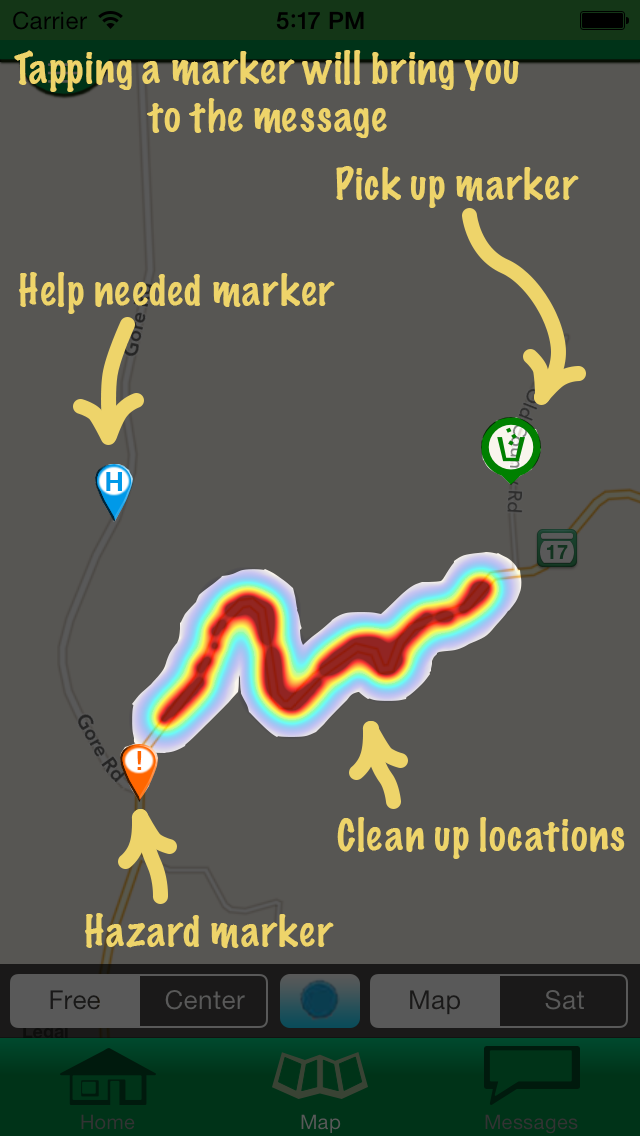 Carrier 5:17 PM
Tapping a marker will bring you
to the message
Pick up marker
Help needed marker
Gore
H
Old
Rd
17
Gore Rd
!
Clean up locations
Hazard marker
Free Center Map Sat
Legal
Home Map Messages